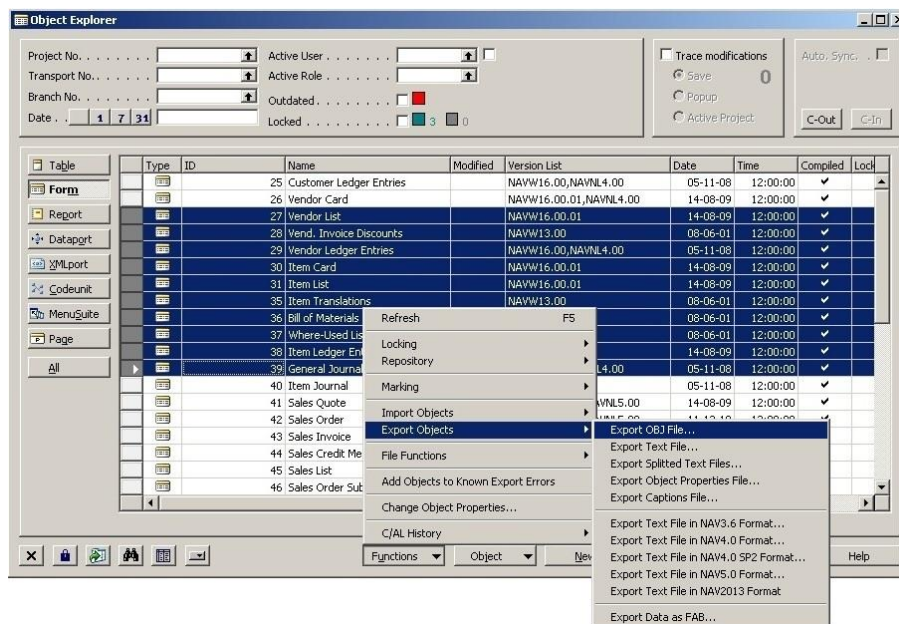 Object Explorer
Project No. . . . . . . . .
Transport No. . . . . . . .
Branch No. . . . . . . . .
Date . . 1 7 31
Active User . . . . . . . .
Active Role . . . . . . . .
Outdated . . . . . . . . .
Locked . . . . . . . . . . 3 0
Trace modifications
Save 0
Popup
Active Project
Auto. Sync. . .
C-Out C-In
Table
Form
Report
Dataport
XMLport
Codeunit
MenuSuite
Page
All
Type ID Name Modified Version List Date Time Compiled Lock
25 Customer Ledger Entries NAVW16.00,NAVNL4.00 05-11-08 12:00:00
26 Vendor Card NAVW16.00.01,NAVNL4.00 14-08-09 12:00:00
27 Vendor List NAVW16.00.01 14-08-09 12:00:00
28 Vend. Invoice Discounts NAVW13.00 08-06-01 12:00:00
29 Vendor Ledger Entries NAVW16.00,NAVNL4.00 05-11-08 12:00:00
30 Item Card NAVW16.00.01 14-08-09 12:00:00
31 Item List NAVW16.00.01 14-08-09 12:00:00
35 Item Translations NAVW13.00 08-06-01 12:00:00
36 Bill of Materials 08-06-01 12:00:00
37 Where-Used Lis 08-06-01 12:00:00
38 Item Ledger En 14-08-09 12:00:00
39 General Journa L4.00 05-11-08 12:00:00
40 Item Journal 05-11-08 12:00:00
41 Sales Quote VNL5.00 14-08-09 12:00:00
42 Sales Order
43 Sales Invoice
44 Sales Credit Me
45 Sales List
46 Sales Order Sub
Refresh F5
Locking
Repository
Marking
Import Objects
Export Objects
File Functions
Add Objects to Known Export Errors
Change Object Properties...
C/AL History
Export OBJ File...
Export Text File...
Export Splitted Text Files...
Export Object Properties File...
Export Captions File...
Export Text File in NAV3.6 Format...
Export Text File in NAV4.0 Format...
Export Text File in NAV4.0 SP2 Format...
Export Text File in NAV5.0 Format...
Export Text File in NAV2013 Format
Export Data as FAB...
Functions Object New Help